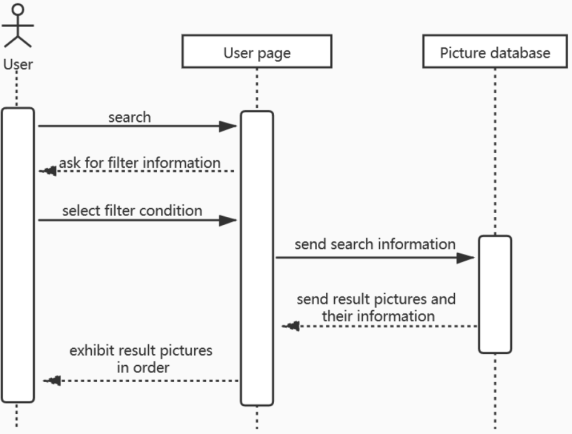 User
User page
Picture database
search
ask for filter information
select filter condition
send search information
send result pictures and
their information
exhibit result pictures
in order